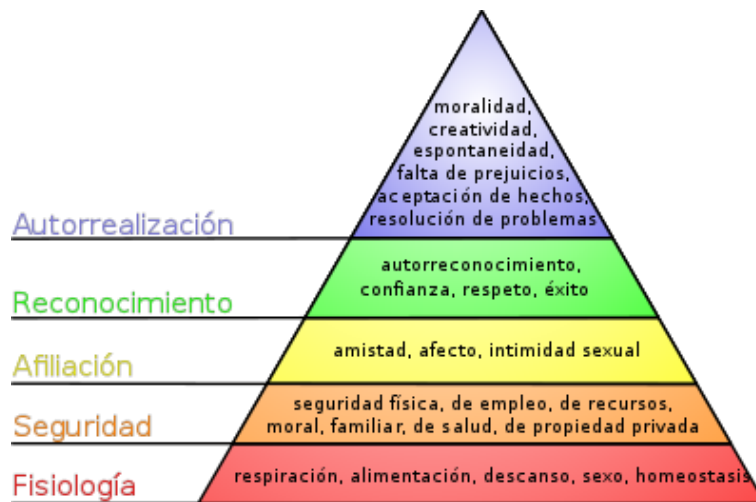 moralidad,
creatividad,
espontaneidad,
falta de prejuicios,
aceptación de hechos,
resolución de problemas
Autorrealización
autorreconocimiento,
confianza, respeto, éxito
Reconocimiento
amistad, afecto, intimidad sexual
Afiliación
seguridad física, de empleo, de recursos,
moral, familiar, de salud, de propiedad privada
Seguridad
respiración, alimentación, descanso, sexo, homeostasis
Fisiología